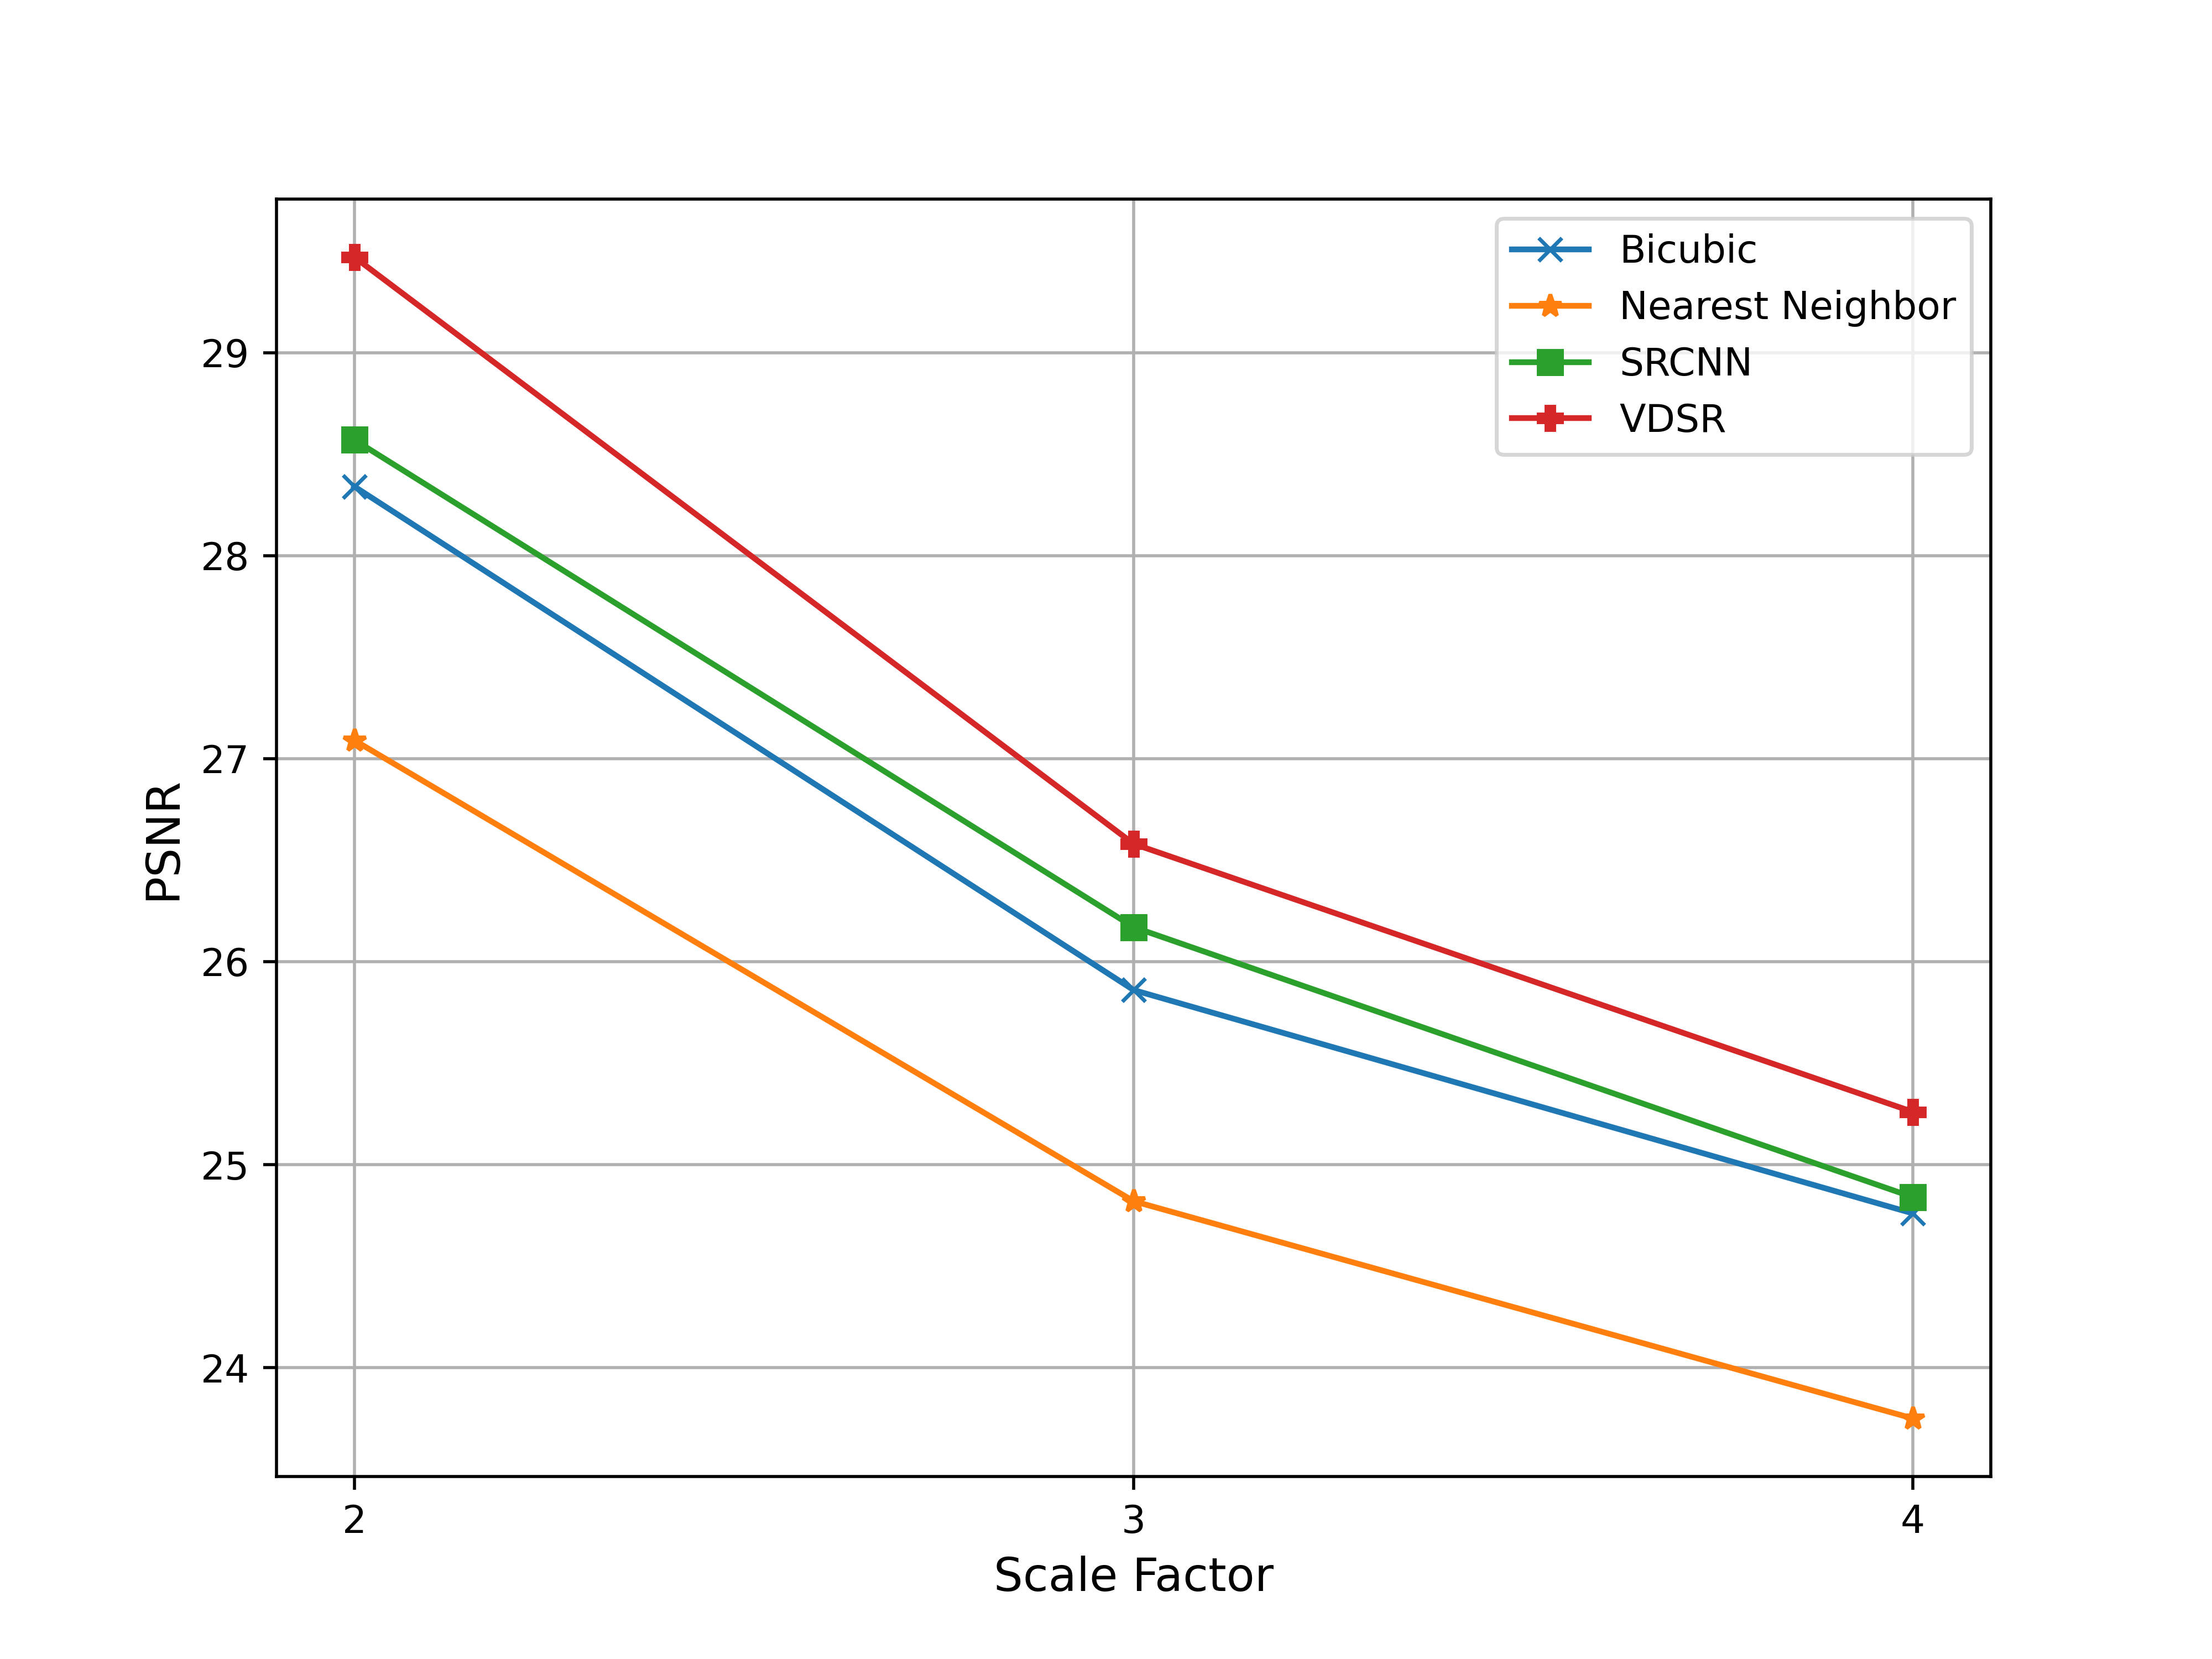 Bicubic
Nearest Neighbor
SRCNN
VDSR
29
28
27
26
25
24
PSNR
2 3 4
Scale Factor